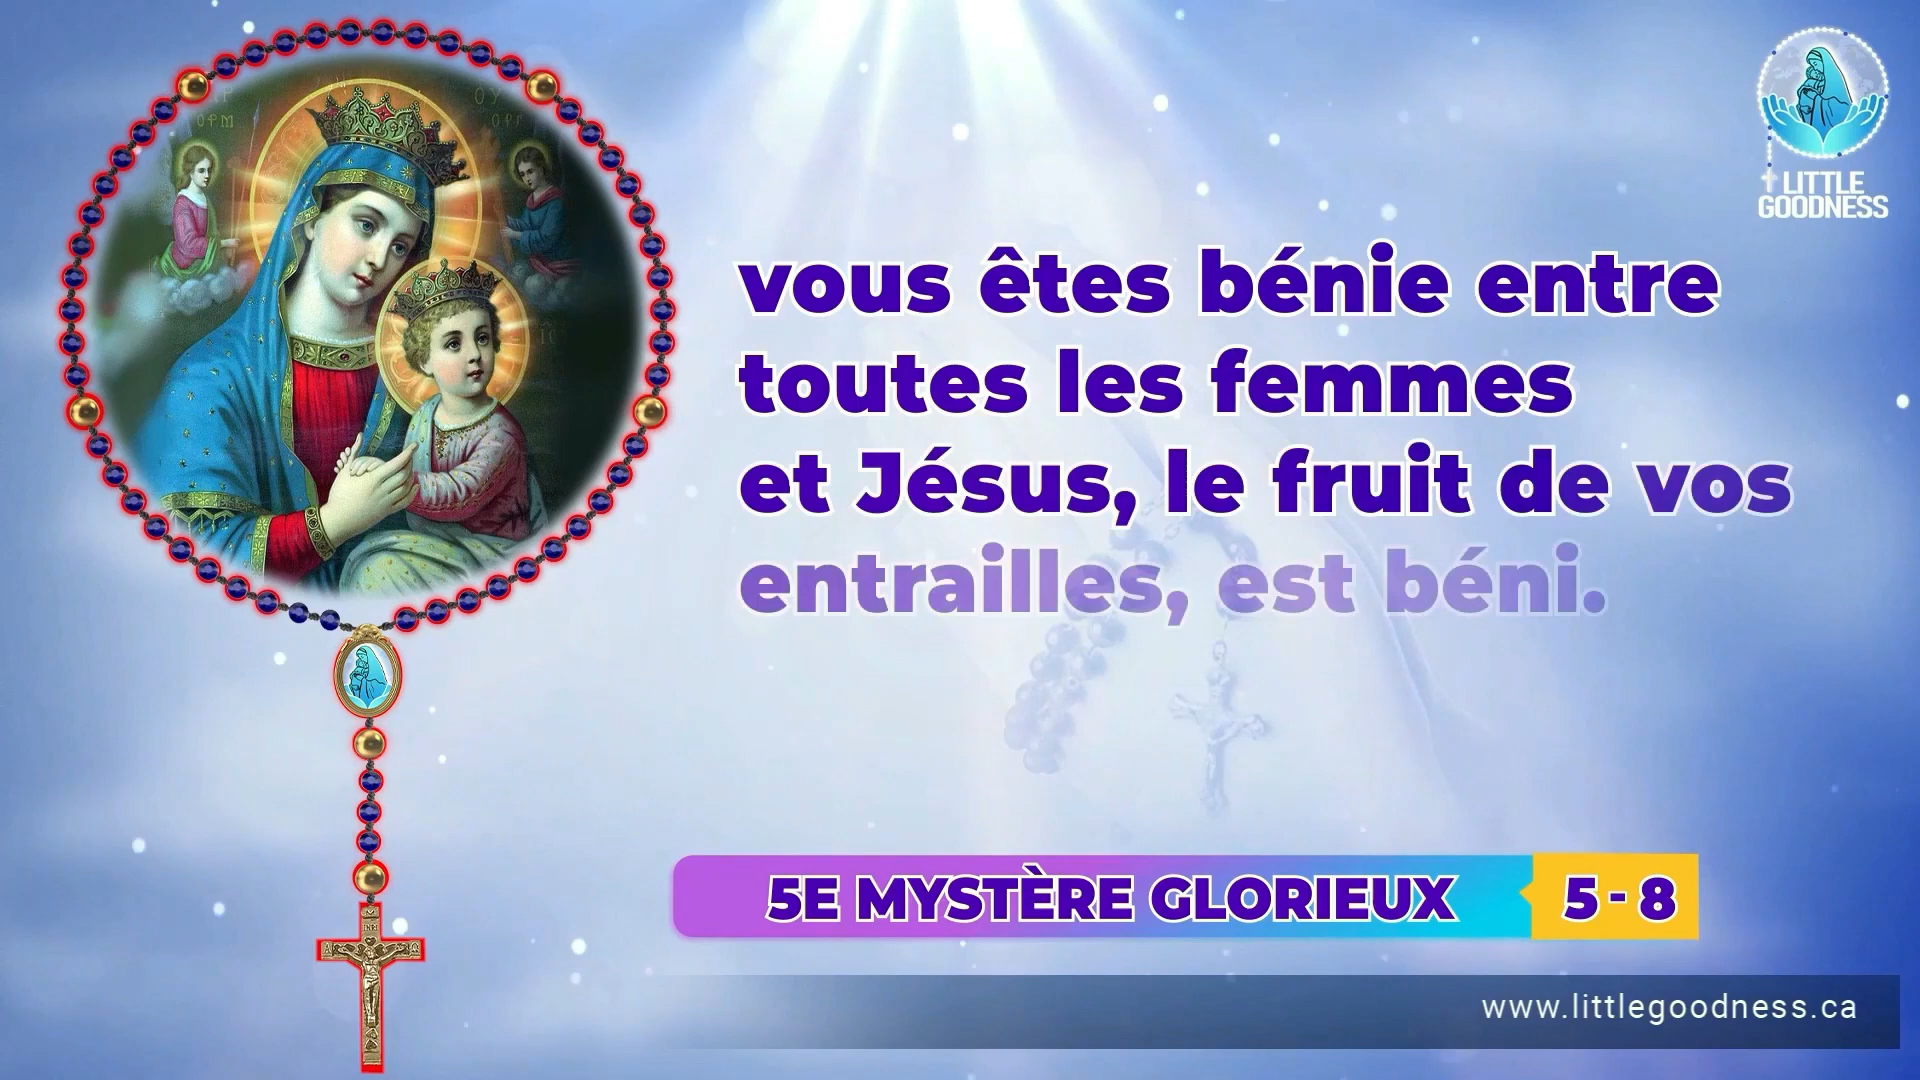 LITTLE
GOODNESS
vous êtes bénie entre
toutes les femmes
et Jésus, le fruit de vos
entrailles, est béni.
5E MYSTÈRE GLORIEUX
5 - 8
www.littlegoodness.ca
INRI